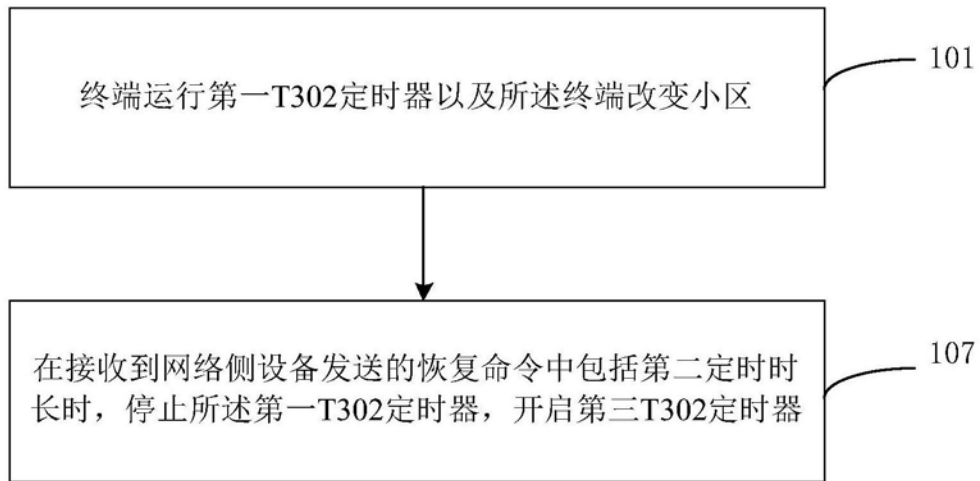 终端运行第一T302定时器以及所述终端改变小区
101
在接收到网络侧设备发送的恢复命令中包括第二定时时
长时，停止所述第一T302定时器，开启第三T302定时器
107